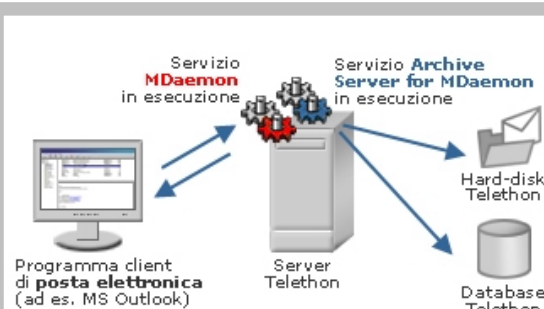 Servizio
MDaemon
in esecuzione
Servizio Archive
Server for MDaemon
in esecuzione
Hard-disk
Telethon
Programma client
di posta elettronica
(ad es. MS Outlook)
Server
Telethon
Database
Telethon